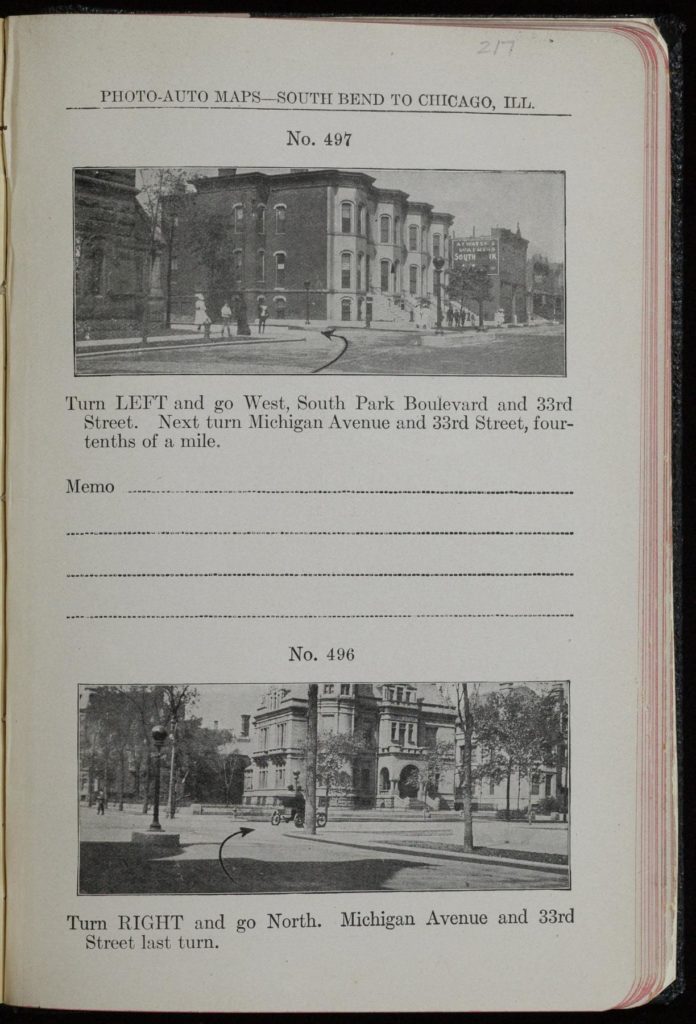 217
PHOTO-AUTO MAPS—SOUTH BEND TO CHICAGO, ILL.
No. 497
SOUTH
Turn LEFT and go West, South Park Boulevard and 33rd
Street. Next turn Michigan Avenue and 33rd Street, four-
tenths of a mile.
Memo
No. 496
Turn RIGHT and go North. Michigan Avenue and 33rd
Street last turn.